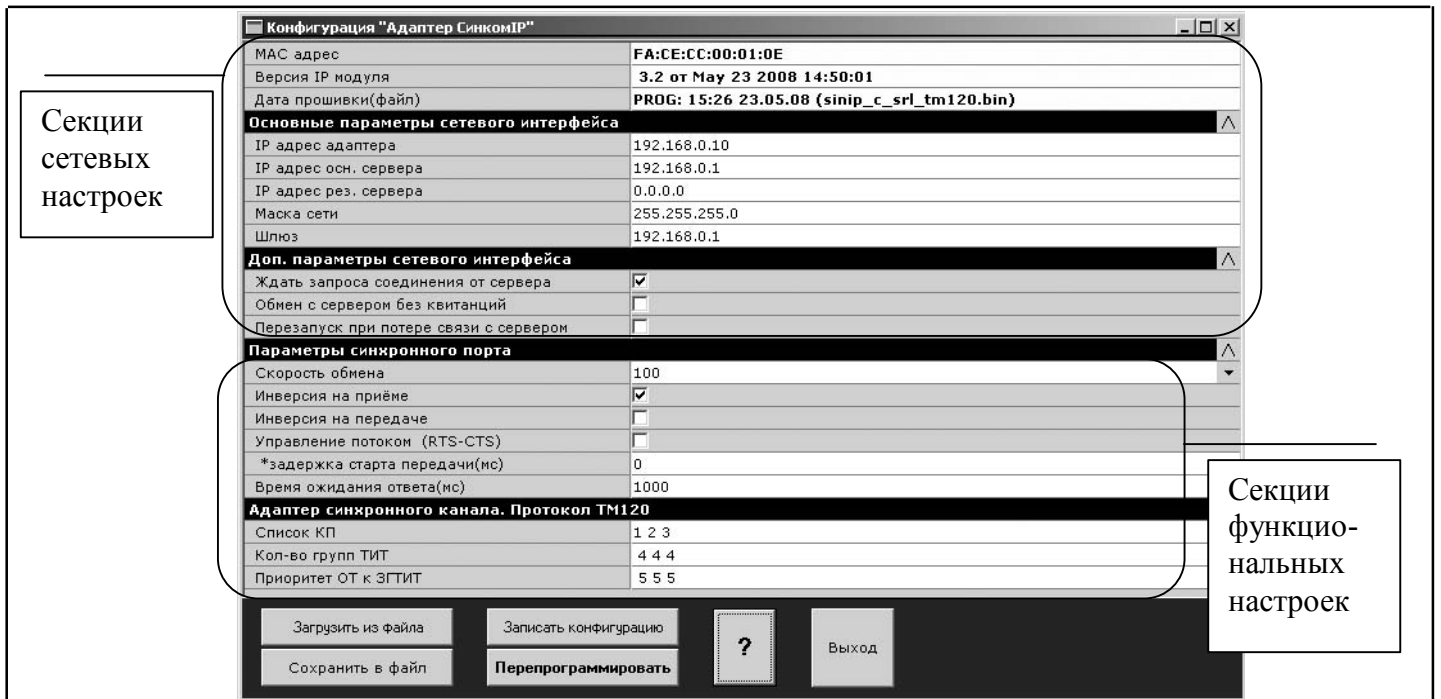 Конфигурация "Адаптер СинкомIP"
MAC адрес FA:CE:CC:00:01:0E
Версия IP модуля 3.2 от May 23 2008 14:50:01
Дата прошивки(файл) PROG: 15:26 23.05.08 (sinip_c_srl_tm120.bin)
Основные параметры сетевого интерфейса
IP адрес адаптера 192.168.0.10
IP адрес осн. сервера 192.168.0.1
IP адрес рез. сервера 0.0.0.0
Маска сети 255.255.255.0
Шлюз 192.168.0.1
Доп. параметры сетевого интерфейса
Ждать запроса соединения от сервера
Обмен с сервером без квитанций
Перезапуск при потере связи с сервером
Параметры синхронного порта
Скорость обмена 100
Инверсия на приёме
Инверсия на передаче
Управление потоком (RTS-CTS)
*задержка старта передачи(мс) 0
Время ожидания ответа(мс) 1000
Адаптер синхронного канала. Протокол ТМ120
Список КП 1 2 3
Кол-во групп ТИТ 4 4 4
Приоритет ОТ к ЗГТИТ 5 5 5
Загрузить из файла
Записать конфигурацию
?
Выход
Сохранить в файл
Перепрограммировать
Секции
сетевых
настроек
Секции
функцио-
нальных
настроек